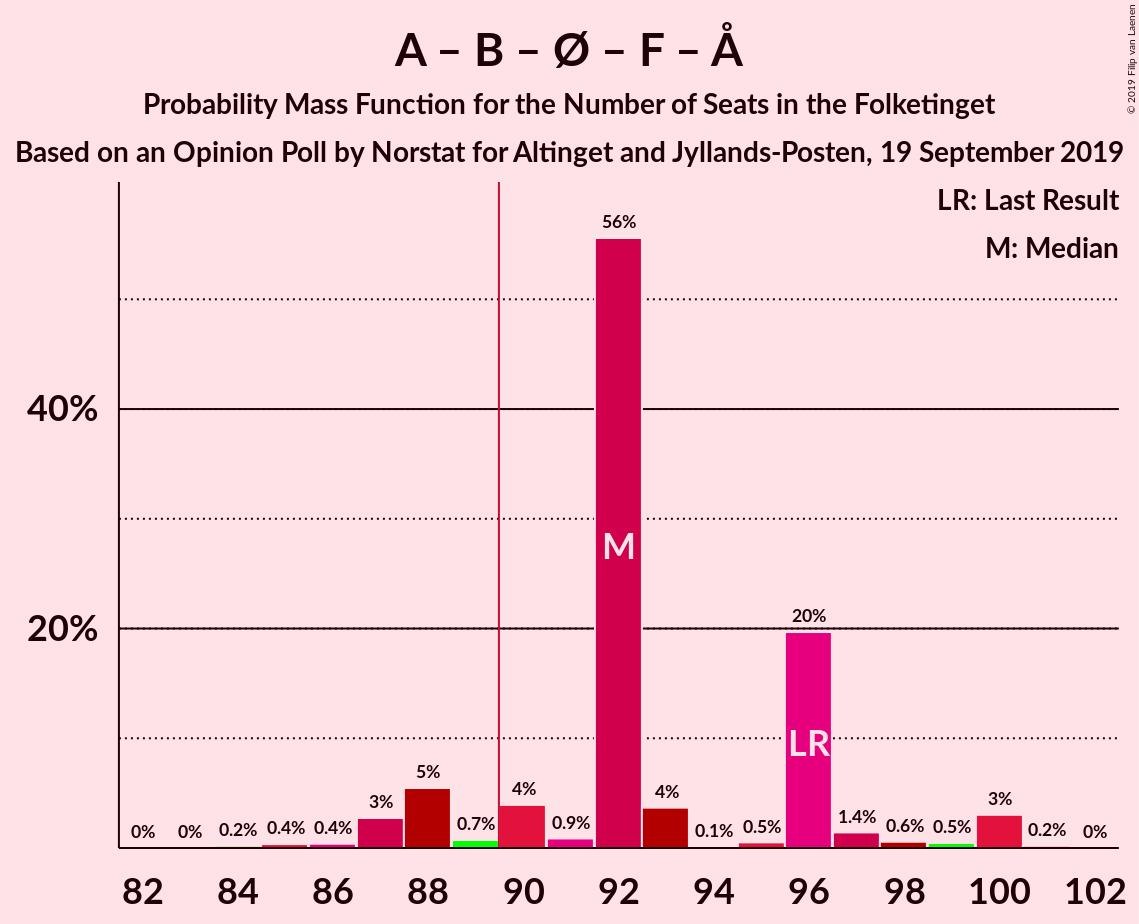 A – B – Ø – F – Å
Probability Mass Function for the Number of Seats in the Folketinget
Based on an Opinion Poll by Norstat for Altinget and Jyllands-Posten, 19 September 2019
© 2019 Filip van Laenen
LR: Last Result
M: Median
40%
20%
0%
0%
0.2%
0.4%
0.4%
3%
5%
0.7%
4%
0.9%
56%
4%
0.1%
0.5%
20%
1.4%
0.6%
0.5%
3%
0.2%
0%
M
LR
82 84 86 88 90 92 94 96 98 100 102